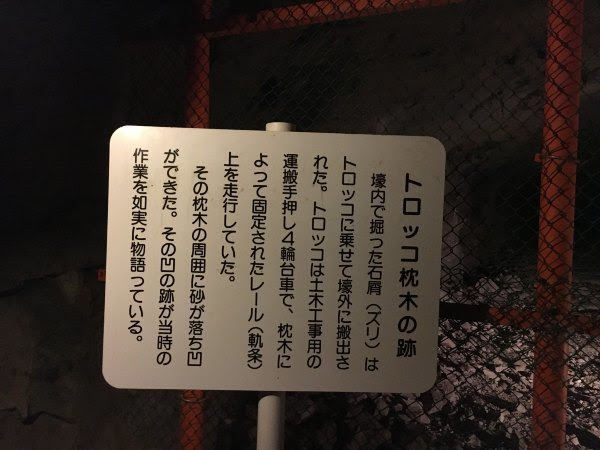 トロッコ枕木の跡
壕内で掘った石屑（ズリ）は
トロッコに乗せて壕外に搬出さ
れた。トロッコは土木工事用の
運搬手押し4輪台車で、枕木に
よって固定されたレール（軌条）
上を走行していた。
その枕木の周囲に砂が落ち凹
ができた。その凹の跡が当時の
作業を如実に物語っている。